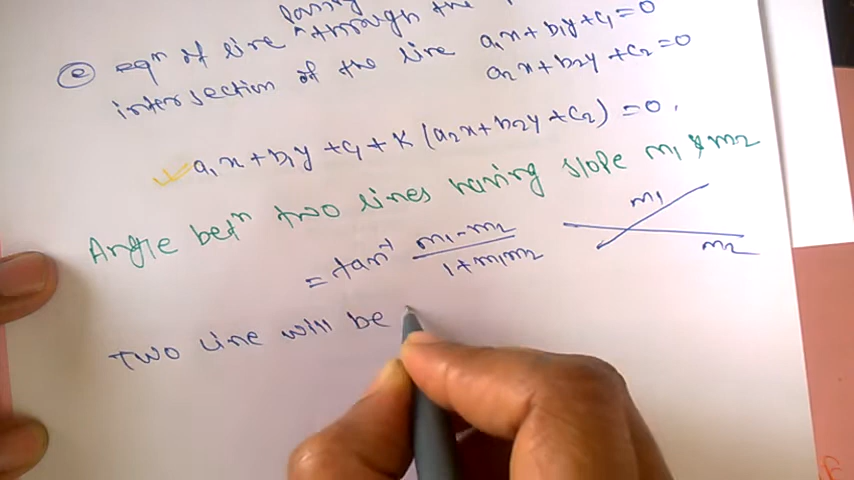 passing
(e) eqn of line ^ through the
intersection of the line a1x + b1y + c1 = 0
a2x + b2y + c2 = 0
a1x + b1y + c1 + K (a2x + b2y + c2) = 0.
Angle betn two lines having slope m1 & m2
= tan-1 m1 - m2 / 1 + m1m2
m1
m2
Two line will be